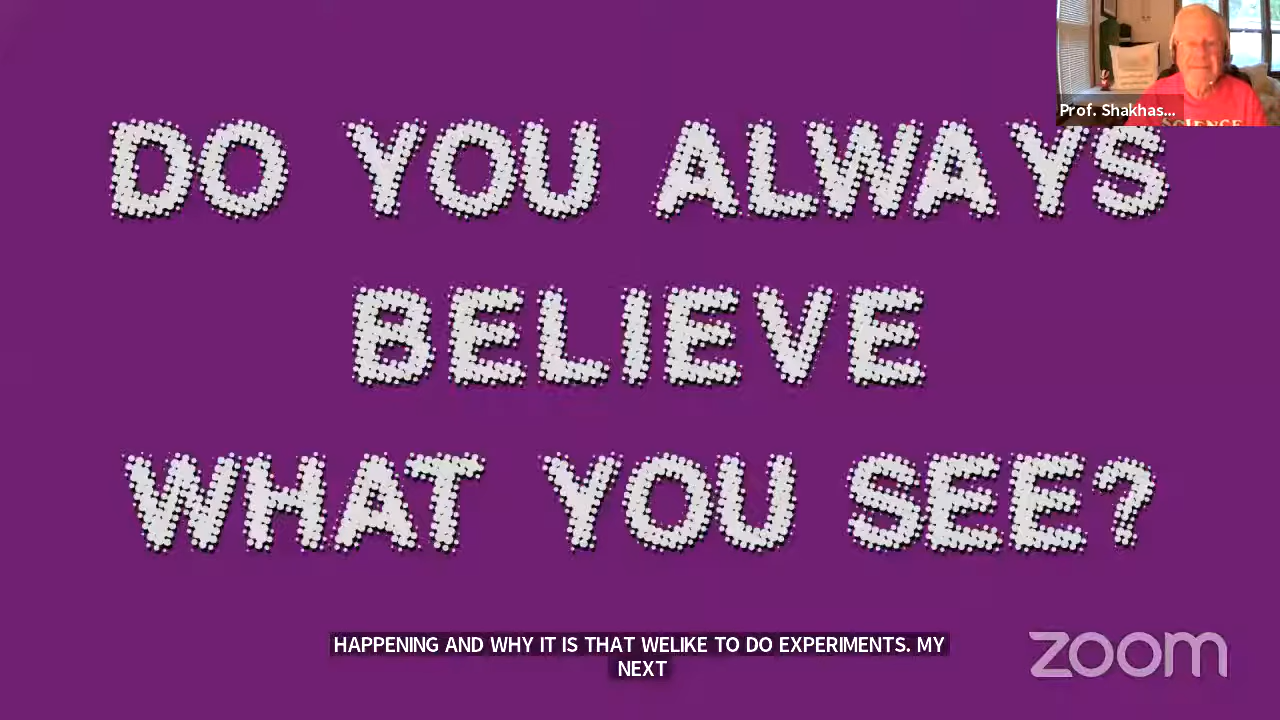 Prof. Shakhas...
SCIENCE
DO YOU ALWAYS
BELIEVE
WHAT YOU SEE?
HAPPENING AND WHY IT IS THAT WELIKE TO DO EXPERIMENTS. MY
NEXT
zoom